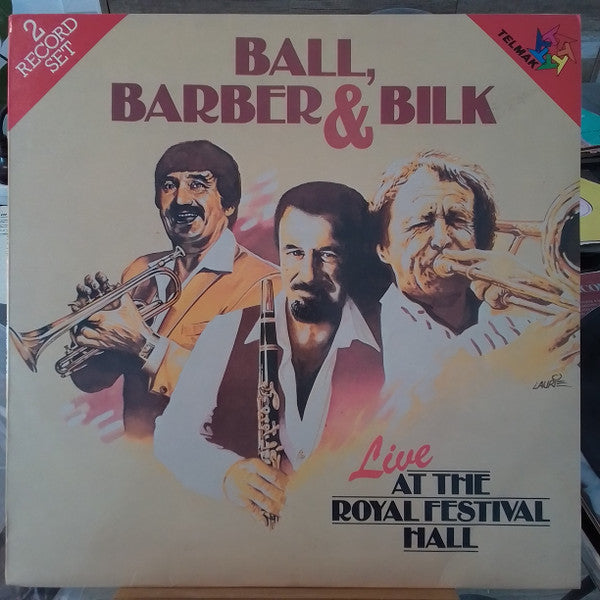 2
RECORD
SET
TELMAK
BALL,
BARBER & BILK
LAURIE
Live
AT THE
ROYAL FESTIVAL
HALL